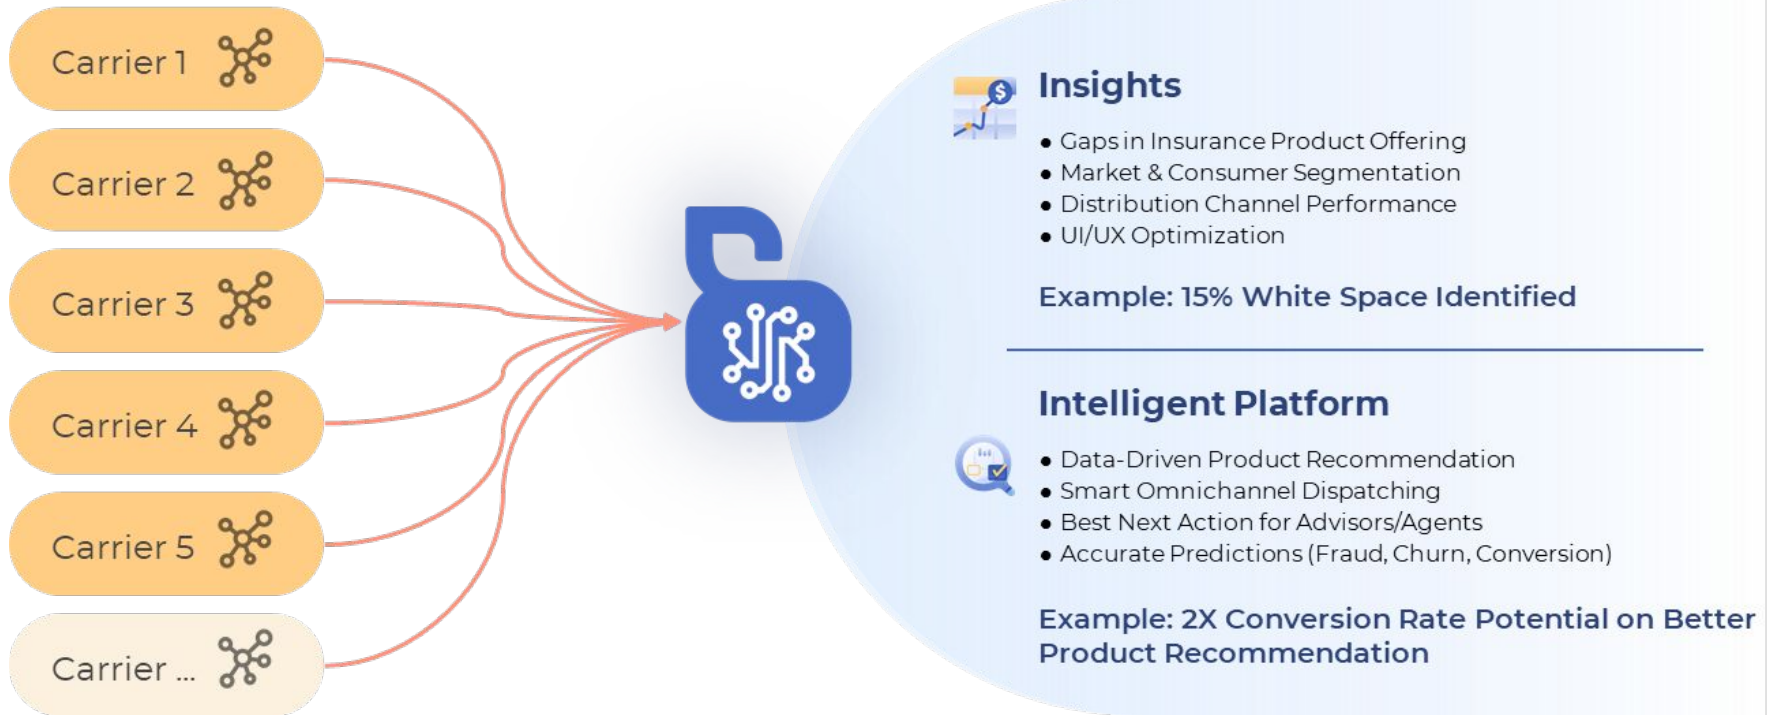 Carrier 1
Carrier 2
Carrier 3
Carrier 4
Carrier 5
Carrier ...
Insights
● Gaps in Insurance Product Offering
● Market & Consumer Segmentation
● Distribution Channel Performance
● UI/UX Optimization
Example: 15% White Space Identified
Intelligent Platform
● Data-Driven Product Recommendation
● Smart Omnichannel Dispatching
● Best Next Action for Advisors/Agents
● Accurate Predictions (Fraud, Churn, Conversion)
Example: 2X Conversion Rate Potential on Better
Product Recommendation